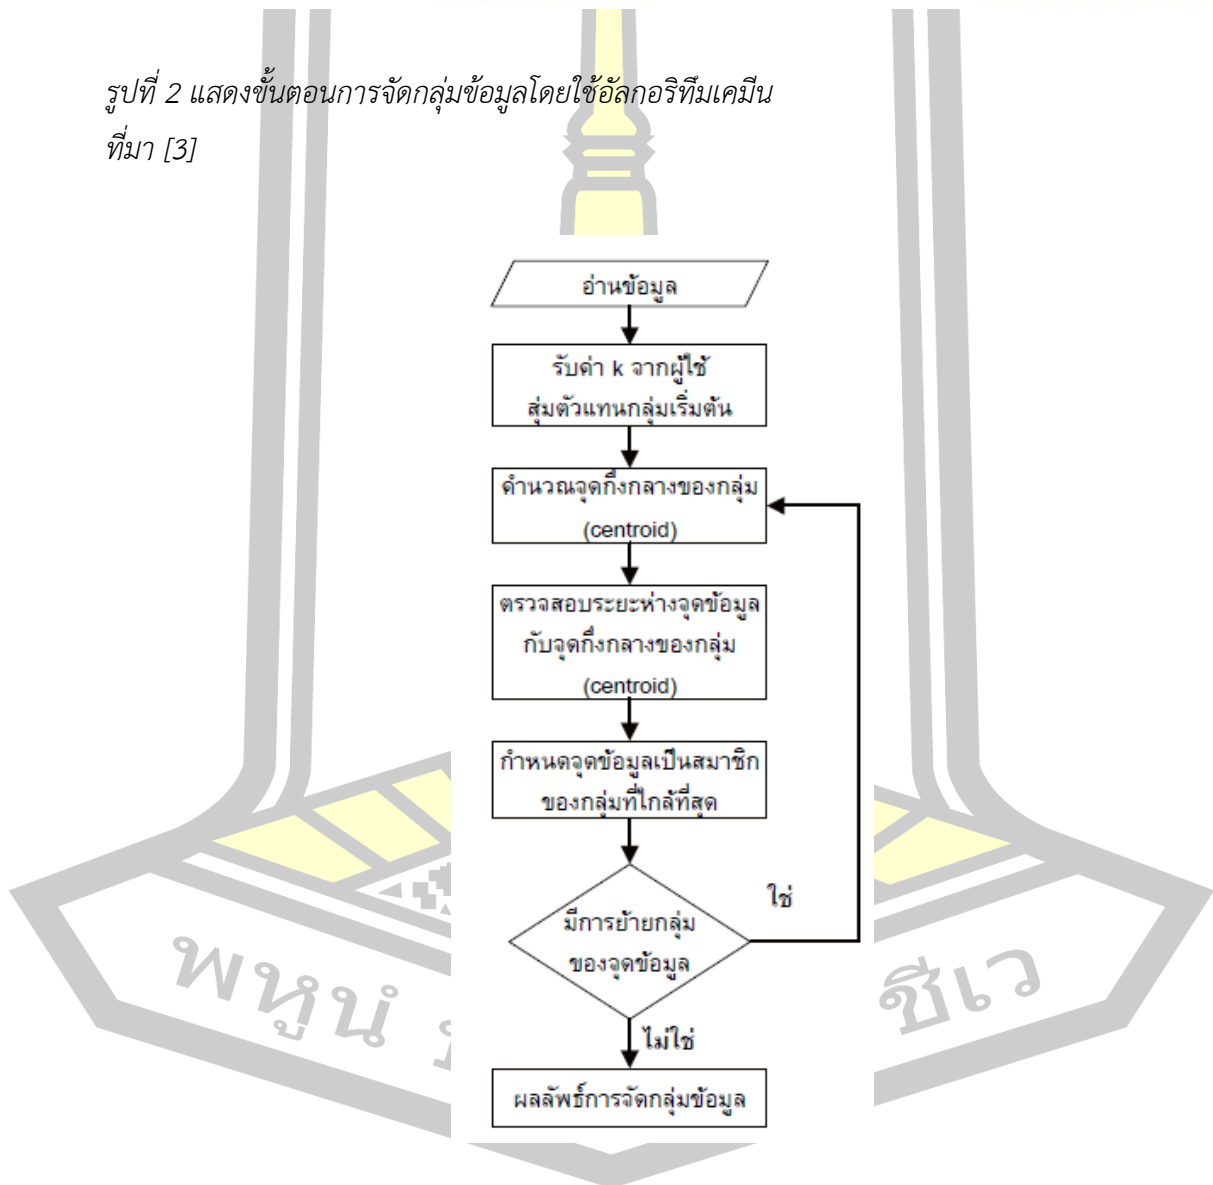 รูปที่ 2 แสดงขั้นตอนการจัดกลุ่มข้อมูลโดยใช้อัลกอริทึมเคมีน
ที่มา [3]
อ่านข้อมูล
รับค่า k จากผู้ใช้
สุ่มตัวแทนกลุ่มเริ่มต้น
คำนวณจุดกึ่งกลางของกลุ่ม
(centroid)
ตรวจสอบระยะห่างจุดข้อมูล
กับจุดกึ่งกลางของกลุ่ม
(centroid)
กำหนดจุดข้อมูลเป็นสมาชิก
ของกลุ่มที่ใกล้ที่สุด
มีการย้ายกลุ่ม
ของจุดข้อมูล
ใช่
ไม่ใช่
ผลลัพธ์การจัดกลุ่มข้อมูล
พหูนํ
ชีเว